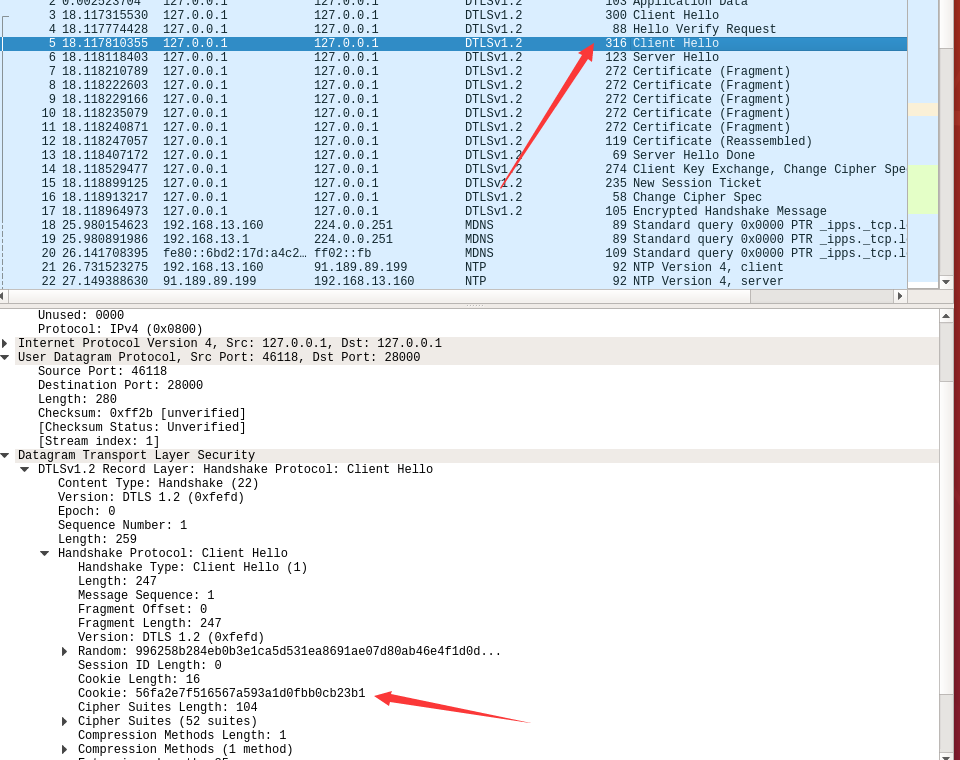 2 0.002523704 127.0.0.1 127.0.0.1 DTLSv1.2 103 Application Data
3 18.117315530 127.0.0.1 127.0.0.1 DTLSv1.2 300 Client Hello
4 18.117774428 127.0.0.1 127.0.0.1 DTLSv1.2 88 Hello Verify Request
5 18.117810355 127.0.0.1 127.0.0.1 DTLSv1.2 316 Client Hello
6 18.118118403 127.0.0.1 127.0.0.1 DTLSv1.2 123 Server Hello
7 18.118210789 127.0.0.1 127.0.0.1 DTLSv1.2 272 Certificate (Fragment)
8 18.118222603 127.0.0.1 127.0.0.1 DTLSv1.2 272 Certificate (Fragment)
9 18.118229166 127.0.0.1 127.0.0.1 DTLSv1.2 272 Certificate (Fragment)
10 18.118235079 127.0.0.1 127.0.0.1 DTLSv1.2 272 Certificate (Fragment)
11 18.118240871 127.0.0.1 127.0.0.1 DTLSv1.2 272 Certificate (Fragment)
12 18.118247057 127.0.0.1 127.0.0.1 DTLSv1.2 119 Certificate (Reassembled)
13 18.118407172 127.0.0.1 127.0.0.1 DTLSv1.2 69 Server Hello Done
14 18.118529477 127.0.0.1 127.0.0.1 DTLSv1.2 274 Client Key Exchange, Change Cipher Spe
15 18.118899125 127.0.0.1 127.0.0.1 DTLSv1.2 235 New Session Ticket
16 18.118913217 127.0.0.1 127.0.0.1 DTLSv1.2 58 Change Cipher Spec
17 18.118964973 127.0.0.1 127.0.0.1 DTLSv1.2 105 Encrypted Handshake Message
18 25.980154623 192.168.13.160 224.0.0.251 MDNS 89 Standard query 0x0000 PTR _ipps._tcp.l
19 25.980891986 192.168.13.1 224.0.0.251 MDNS 89 Standard query 0x0000 PTR _ipps._tcp.l
20 26.141708395 fe80::6bd2:17d:a4c2… ff02::fb MDNS 109 Standard query 0x0000 PTR _ipps._tcp.l
21 26.731523275 192.168.13.160 91.189.89.199 NTP 92 NTP Version 4, client
22 27.149388630 91.189.89.199 192.168.13.160 NTP 92 NTP Version 4, server
Unused: 0000
Protocol: IPv4 (0x0800)
Internet Protocol Version 4, Src: 127.0.0.1, Dst: 127.0.0.1
User Datagram Protocol, Src Port: 46118, Dst Port: 28000
Source Port: 46118
Destination Port: 28000
Length: 280
Checksum: 0xff2b [unverified]
[Checksum Status: Unverified]
[Stream index: 1]
Datagram Transport Layer Security
DTLSv1.2 Record Layer: Handshake Protocol: Client Hello
Content Type: Handshake (22)
Version: DTLS 1.2 (0xfefd)
Epoch: 0
Sequence Number: 1
Length: 259
Handshake Protocol: Client Hello
Handshake Type: Client Hello (1)
Length: 247
Message Sequence: 1
Fragment Offset: 0
Fragment Length: 247
Version: DTLS 1.2 (0xfefd)
Random: 996258b284eb0b3e1ca5d531ea8691ae07d80ab46e4f1d0d...
Session ID Length: 0
Cookie Length: 16
Cookie: 56fa2e7f516567a593a1d0fbb0cb23b1
Cipher Suites Length: 104
Cipher Suites (52 suites)
Compression Methods Length: 1
Compression Methods (1 method)